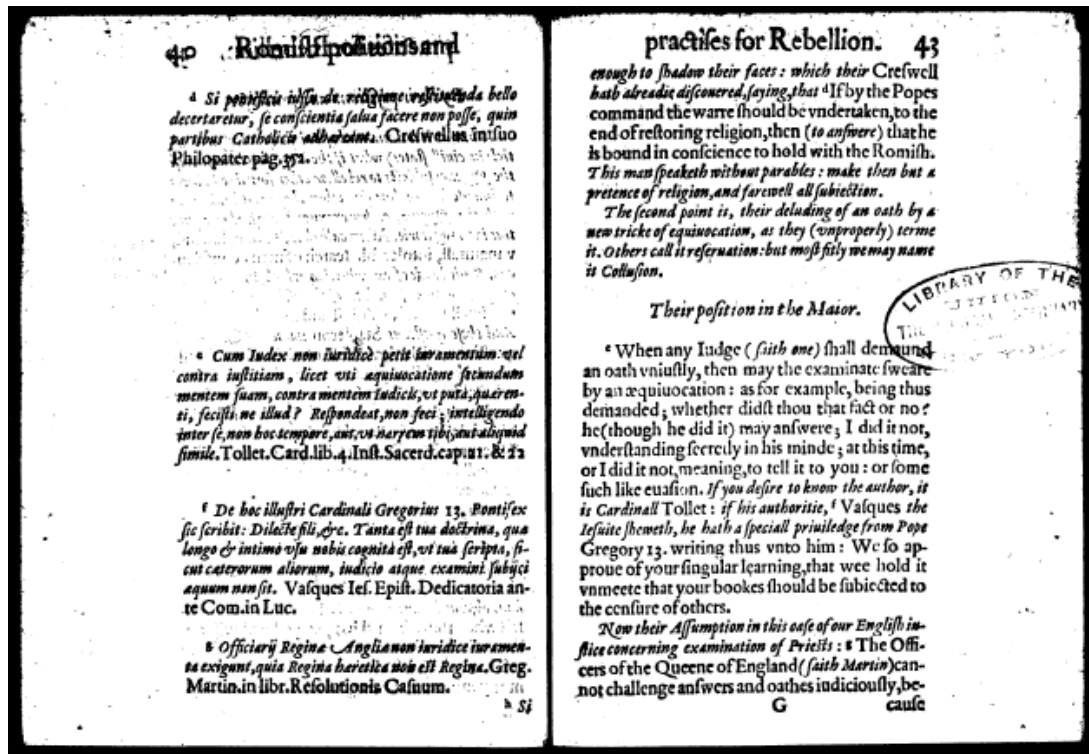 40 Romish positions and
d Si pontificis iussu de religione restituenda bello
decertaretur, se conscientia salua facere non posse, quin
partibus Catholicis adhæreant. Creswellus in suo
Philopater pag. 352.
e Cum Iudex non iuridicè petit iuramentum vel
contra iustitiam, licet vti æquiuocatione secundum
mentem suam, contra mentem Iudicis, vt puta, quæren-
ti, fecisti ne illud? Respondeat, non feci; intelligendo
inter se, non hoc tempore, aut, vt narrem tibi, aut aliquid
simile. Tollet. Card. lib. 4. Inst. Sacerd. cap. 21. & 22
f De hoc illustri Cardinali Gregorius 13. Pontifex
sic scribit: Dilecte fili, &c. Tanta est tua doctrina, qua
longo & intimo vsu nobis cognita est, vt tua scripta, si-
cut cæterorum aliorum, iudicio atque examini subijci
æquum non sit. Vasques Ies. Epist. Dedicatoria an-
te Com. in Luc.
g Officiarij Reginæ Angliæ non iuridice iuramen-
ta exigunt, quia Regina hæretica non est Regina. Greg.
Martin. in libr. Resolutionis Casuum.
h Si
practises for Rebellion. 43
enough to shadow their faces: which their Creswell
hath alreadie discouered, saying, that d If by the Popes
command the warre should be vndertaken, to the
end of restoring religion, then (to answere) that he
is bound in conscience to hold with the Romish.
This man speaketh without parables: make then but a
pretence of religion, and farewell all subiection.
The second point is, their deluding of an oath by a
new tricke of equiuocation, as they (vnproperly) terme
it. Others call it reseruation: but most fitly we may name
it Collusion.
Their position in the Maior.
e When any Iudge (saith one) shall demaund
an oath vniustly, then may the examinate sweare
by an æquiuocation: as for example, being thus
demanded; whether didst thou that fact or no?
he (though he did it) may answere; I did it not,
vnderstanding secretly in his minde; at this time,
or I did it not, meaning, to tell it to you: or some
such like euasion. If you desire to know the author, it
is Cardinall Tollet: if his authoritie, f Vasques the
Iesuite sheweth, he hath a speciall priuiledge from Pope
Gregory 13. writing thus vnto him: We so ap-
proue of your singular learning, that wee hold it
vnmeete that your bookes should be subiected to
the censure of others.
Now their Assumption in this case of our English iu-
stice concerning examination of Priests: g The Offi-
cers of the Queene of England (saith Martin) can-
not challenge answers and oathes iudiciously, be-
G cause
LIBRARY OF THE